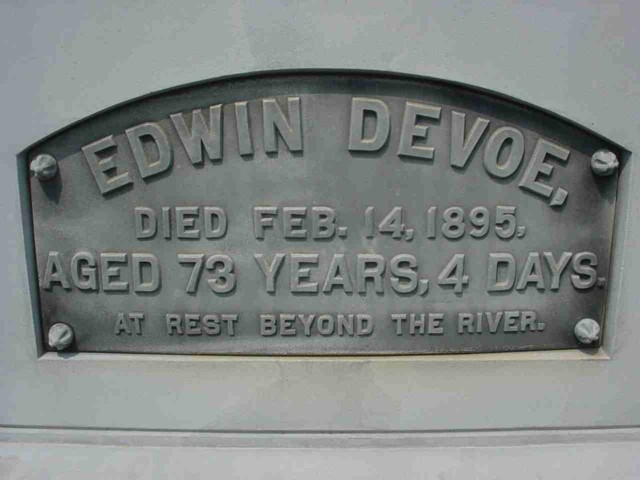 EDWIN DEVOE,
DIED FEB. 14, 1895,
AGED 73 YEARS, 4 DAYS.
AT REST BEYOND THE RIVER.